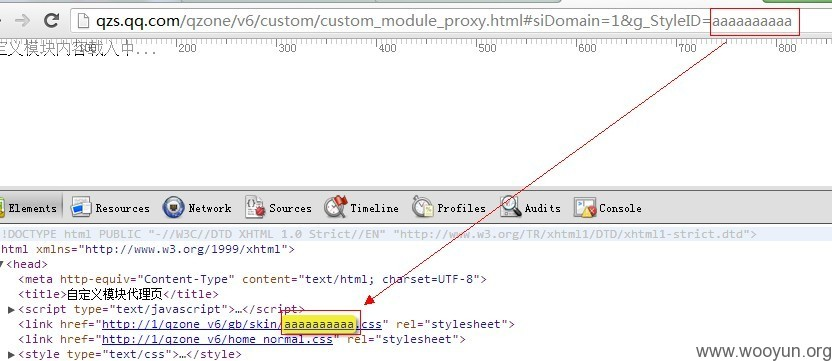 qzs.qq.com/qzone/v6/custom/custom_module_proxy.html#siDomain=1&g_StyleID=aaaaaaaaaa
定义模块内容载入中...
100 200 300 400 500 600 700 800
Elements Resources Network Sources Timeline Profiles Audits Console
!DOCTYPE html PUBLIC "-//W3C//DTD XHTML 1.0 Strict//EN" "http://www.w3.org/TR/xhtml1/DTD/xhtml1-strict.dtd">
html xmlns="http://www.w3.org/1999/xhtml">
▼<head>
<meta http-equiv="Content-Type" content="text/html; charset=UTF-8">
<title>自定义模块代理页</title>
▶<script type="text/javascript">…</script>
<link href="http://1/qzone_v6/gb/skin/aaaaaaaaaa.css" rel="stylesheet">
<link href="http://1/qzone_v6/home_normal.css" rel="stylesheet">
▶<style type="text/css">…</style>
www.wooyun.org